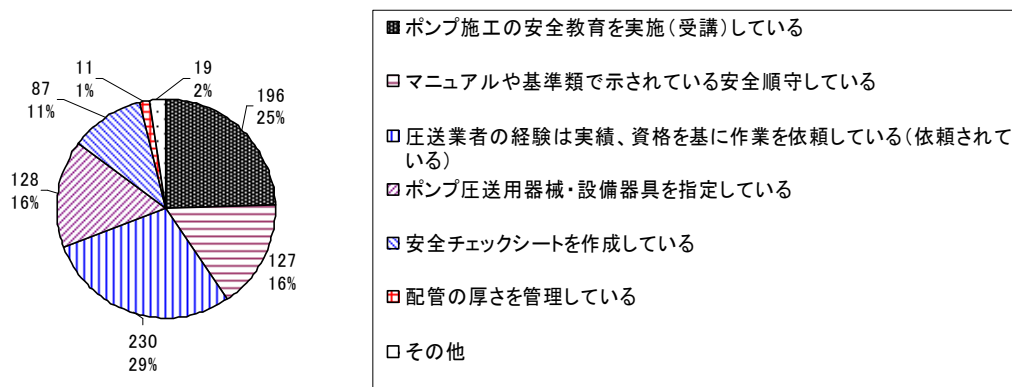 11
1%
19
2%
87
11%
196
25%
128
16%
127
16%
230
29%
ポンプ施工の安全教育を実施(受講)している
マニュアルや基準類で示されている安全順守している
圧送業者の経験は実績、資格を基に作業を依頼している(依頼されて
いる)
ポンプ圧送用器械・設備器具を指定している
安全チェックシートを作成している
配管の厚さを管理している
その他